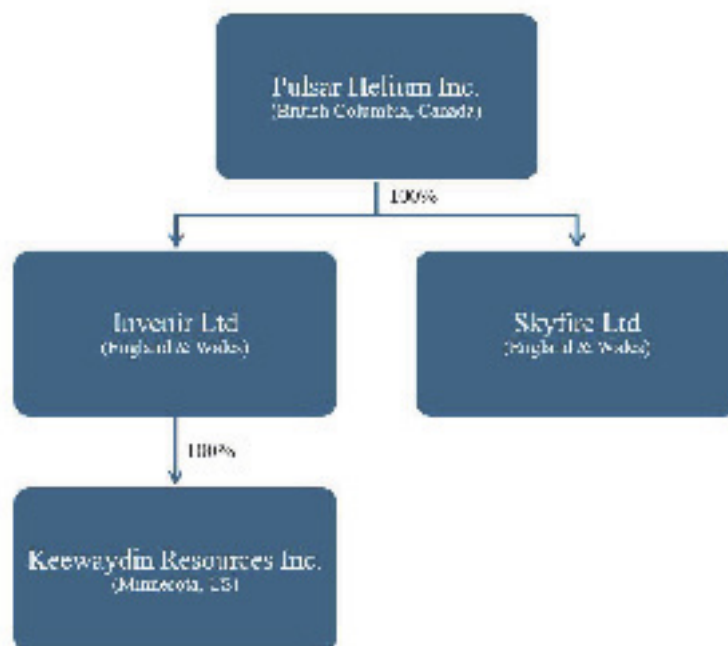 Pulsar Helium Inc.
(British Columbia, Canada)
100%
Invenir Ltd
(England & Wales)
Skyfire Ltd
(England & Wales)
100%
Keewaydin Resources Inc.
(Minnesota, US)